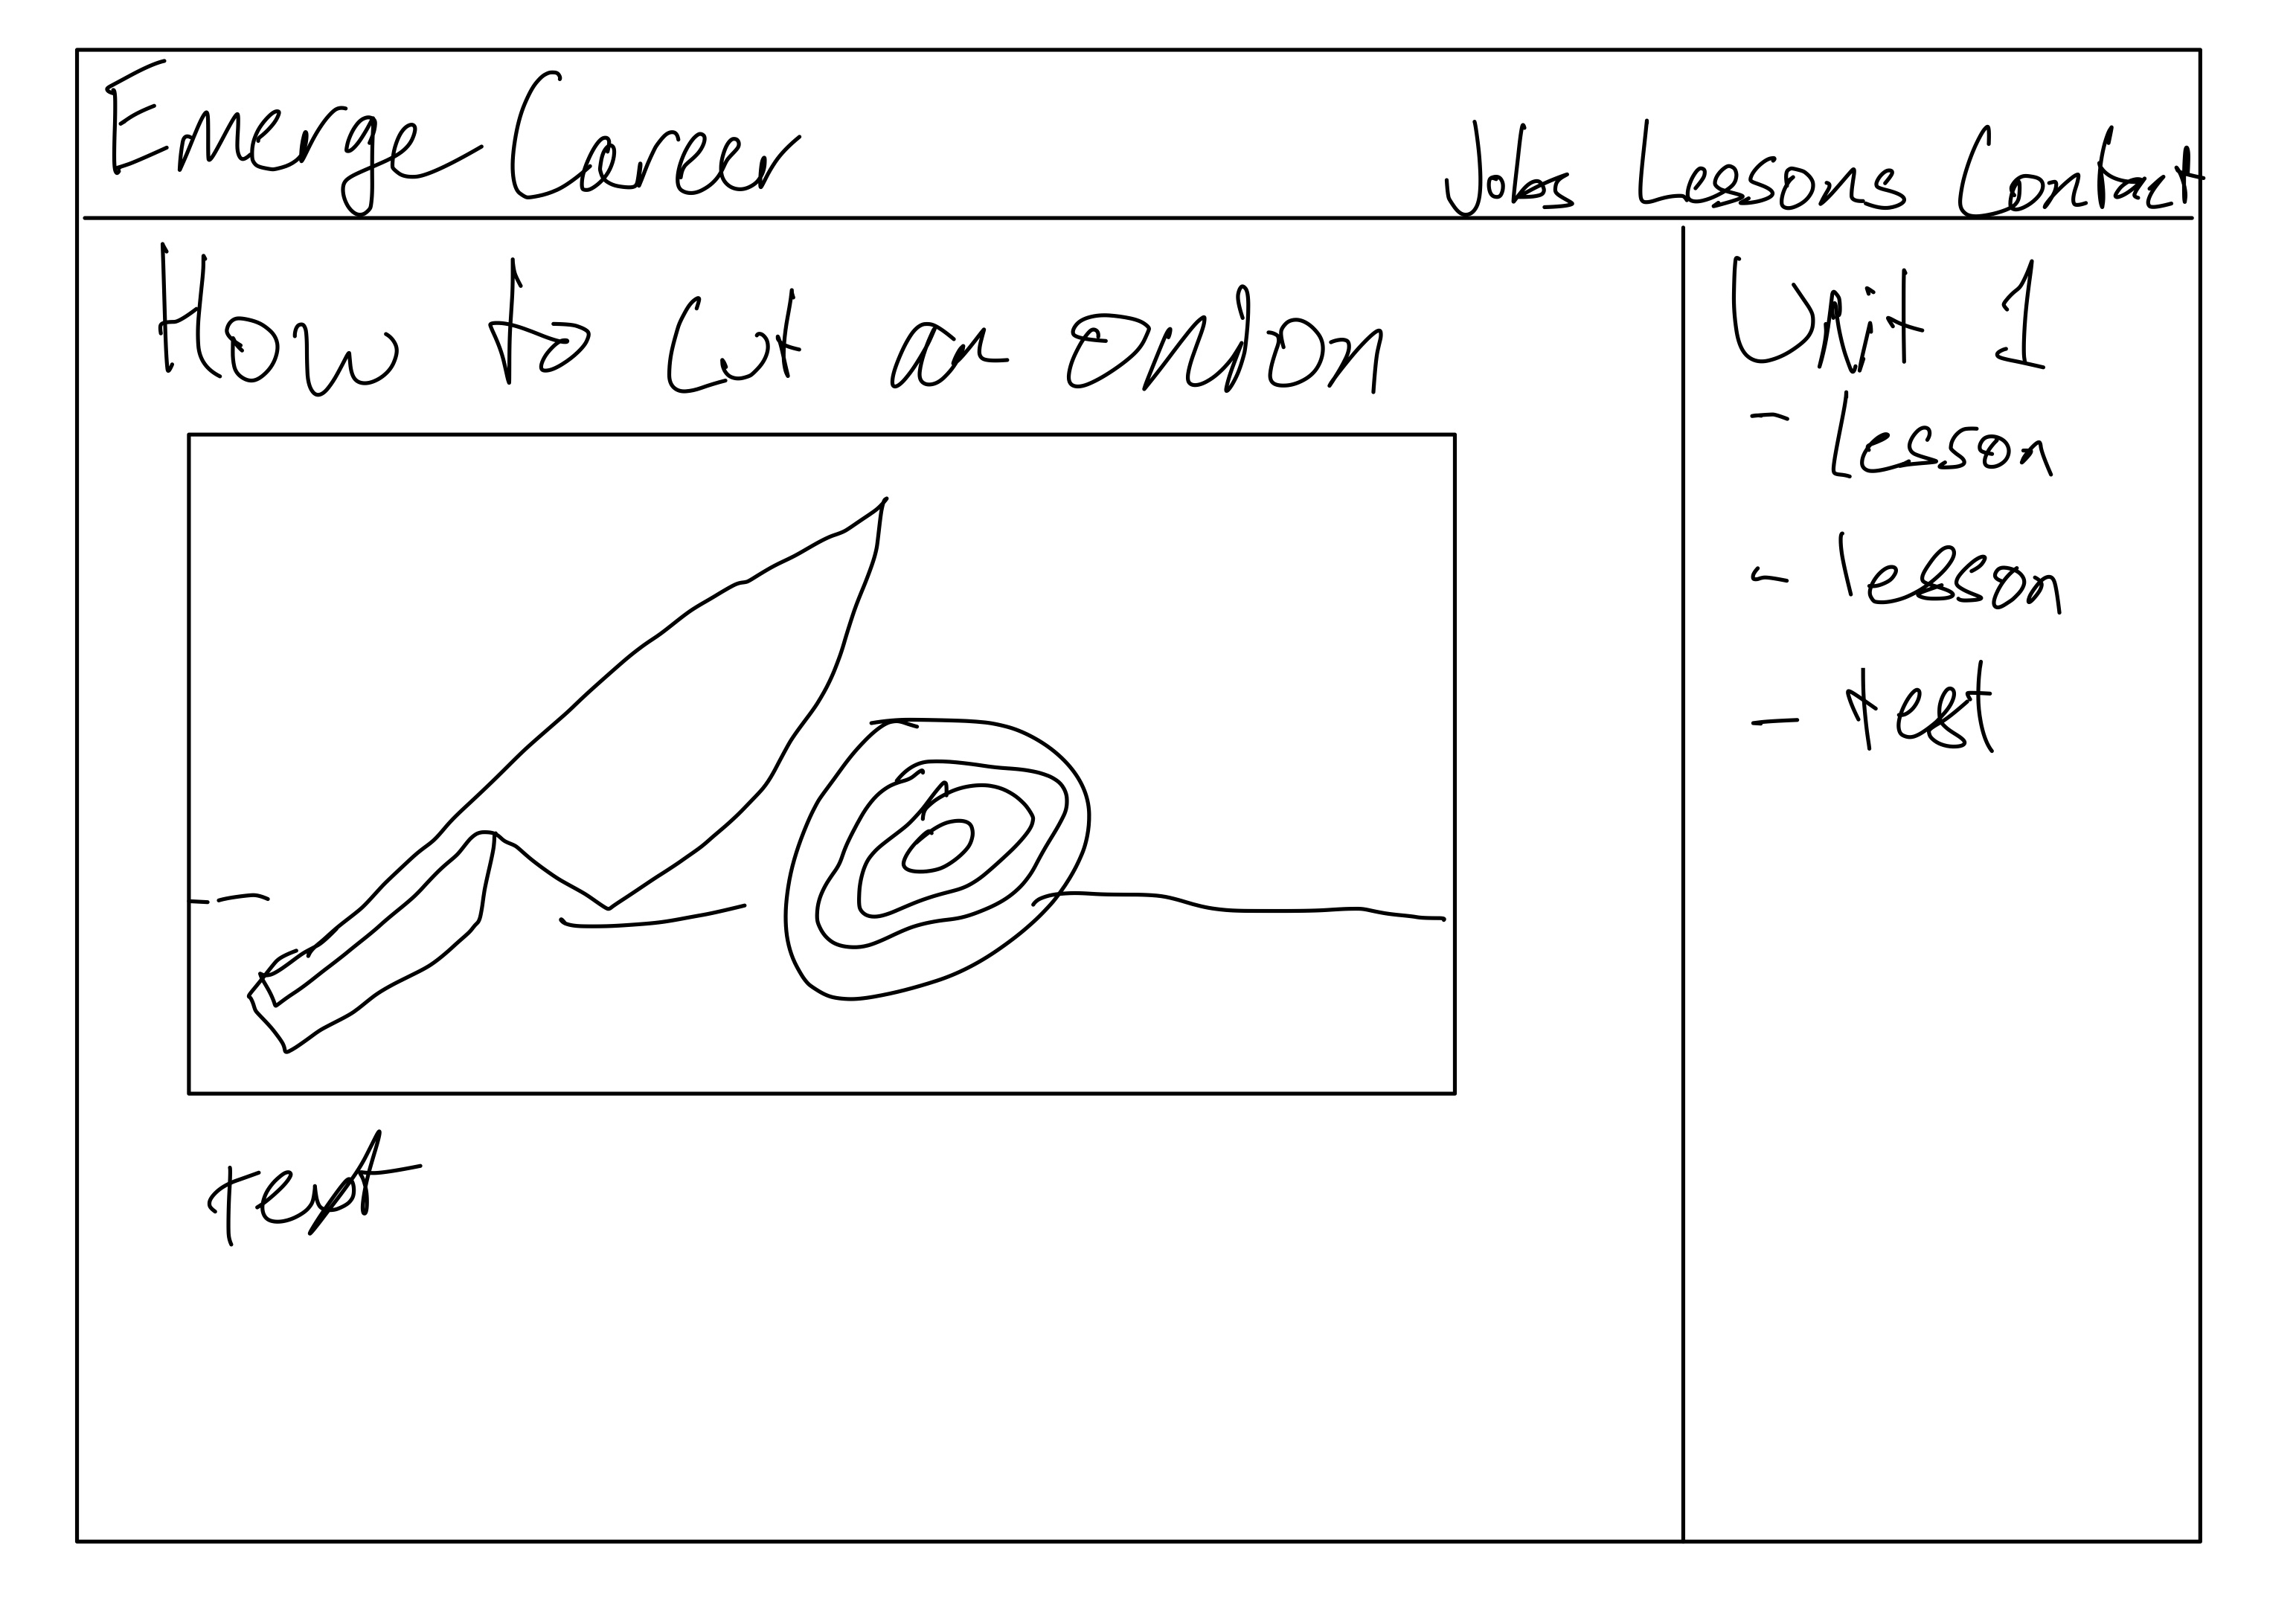 Emerge Career
Jobs Lessons Contact
How to Cut an onion
Unit 1
- Lesson
- lesson
- test
text